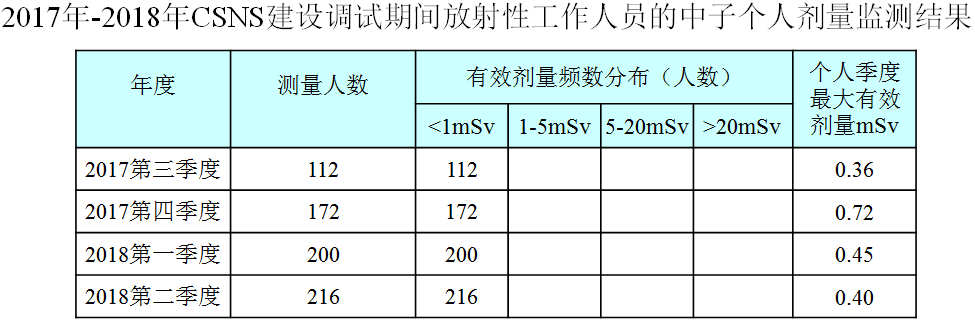 2017年-2018年CSNS建设调试期间放射性工作人员的中子个人剂量监测结果
年度 测量人数 有效剂量频数分布（人数） 个人季度最大有效剂量mSv
<1mSv 1-5mSv 5-20mSv >20mSv
2017第三季度 112 112 0.36
2017第四季度 172 172 0.72
2018第一季度 200 200 0.45
2018第二季度 216 216 0.40